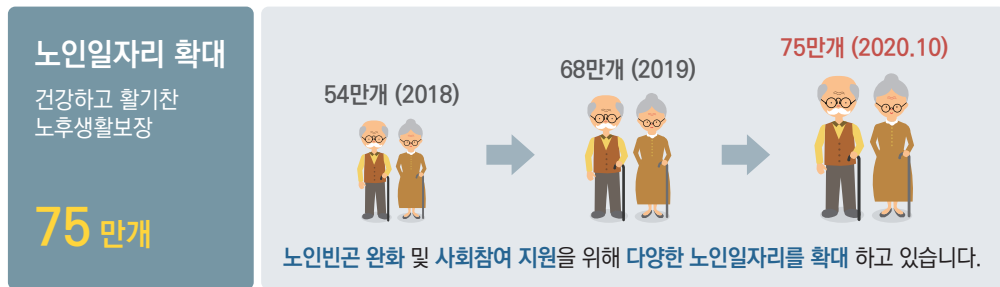 노인일자리 확대
건강하고 활기찬
노후생활보장
75 만개
54만개 (2018)
68만개 (2019)
75만개 (2020.10)
노인빈곤 완화 및 사회참여 지원을 위해 다양한 노인일자리를 확대 하고 있습니다.